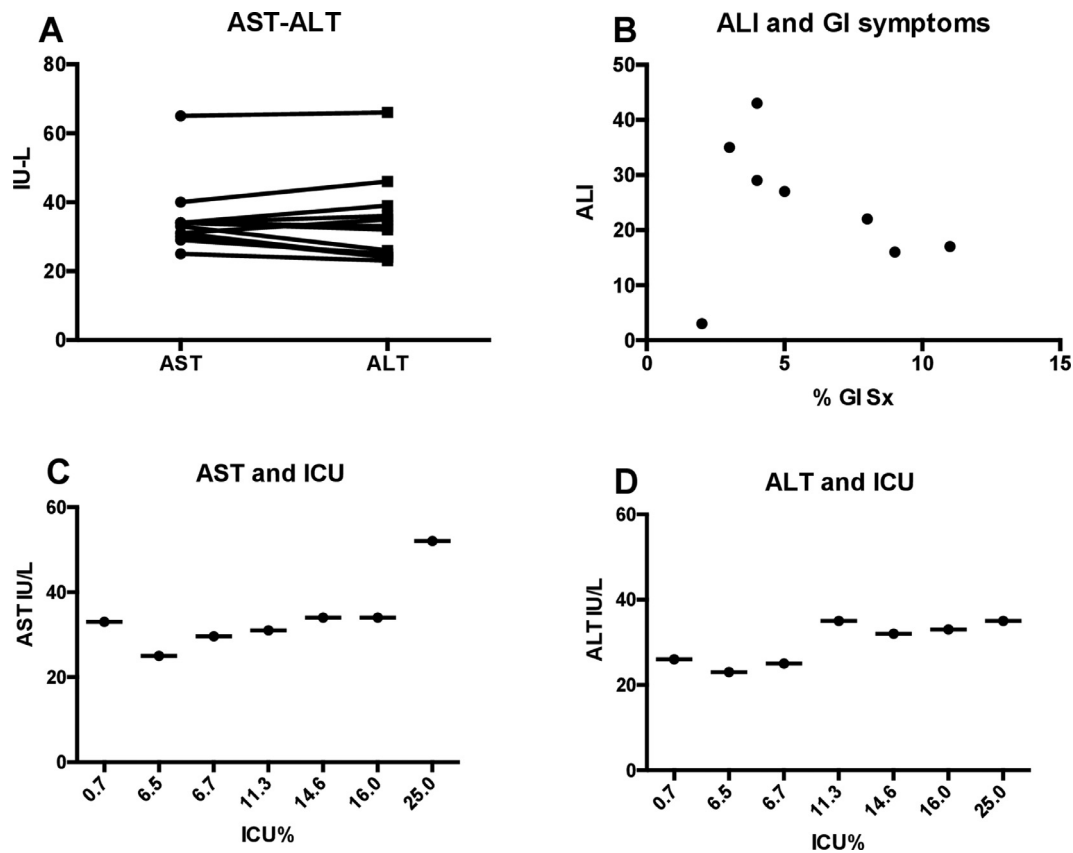 A
AST-ALT
IU-L
80
60
40
20
0
AST
ALT
B
ALI and GI symptoms
ALI
50
40
30
20
10
0
0
5
10
15
% GI Sx
C
AST and ICU
AST IU/L
60
40
20
0
0.7
6.5
6.7
11.3
14.6
16.0
25.0
ICU%
D
ALT and ICU
ALT IU/L
60
40
20
0
0.7
6.5
6.7
11.3
14.6
16.0
25.0
ICU%